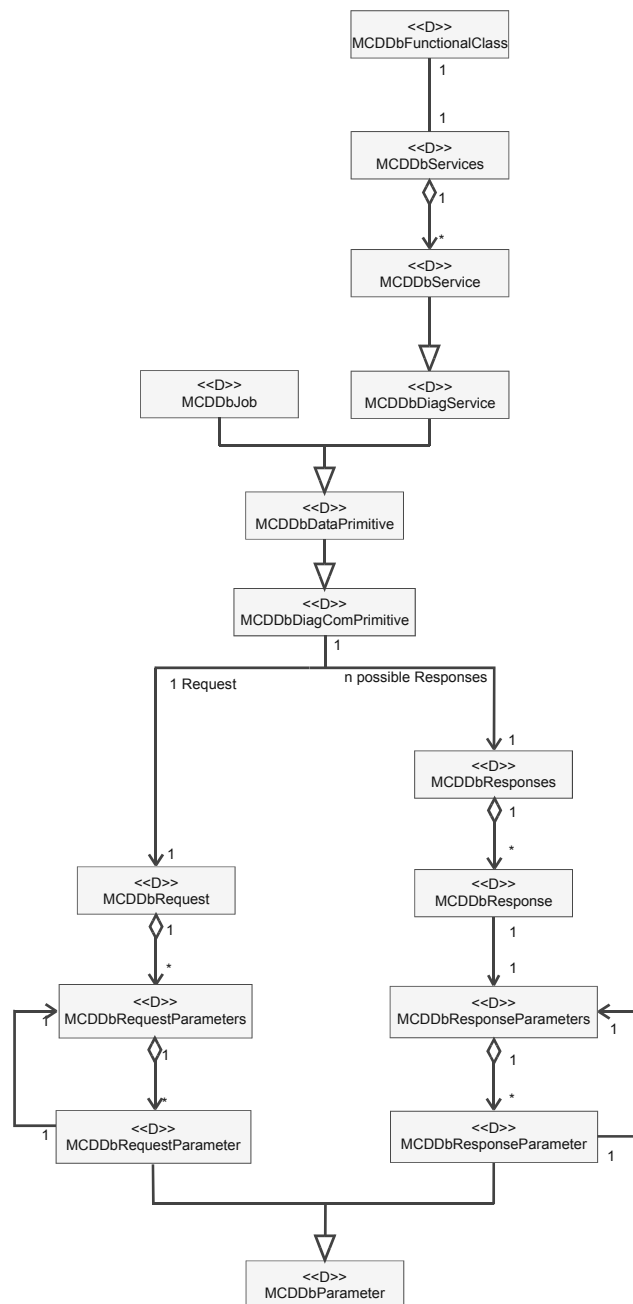 <<D>>
MCDDbFunctionalClass
1
1
<<D>>
MCDDbServices
1
*
<<D>>
MCDDbService
<<D>>
MCDDbJob
<<D>>
MCDDbDiagService
<<D>>
MCDDbDataPrimitive
<<D>>
MCDDbDiagComPrimitive
1
1 Request
n possible Responses
1
<<D>>
MCDDbResponses
1
*
1
<<D>>
MCDDbRequest
<<D>>
MCDDbResponse
1
1
*
1
<<D>>
MCDDbRequestParameters
1
<<D>>
MCDDbResponseParameters
1
1
1
*
*
<<D>>
MCDDbRequestParameter
1
<<D>>
MCDDbResponseParameter
1
<<D>>
MCDDbParameter